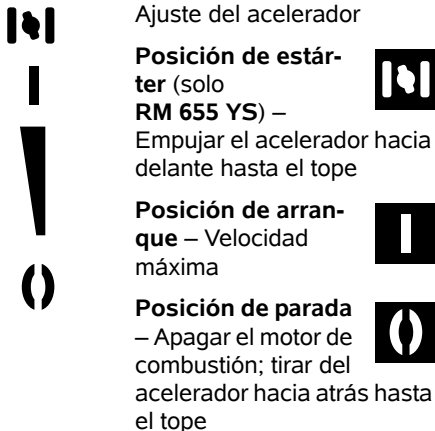 Ajuste del acelerador
Posición de estár-
ter (solo
RM 655 YS) –
Empujar el acelerador hacia
delante hasta el tope
Posición de arran-
que – Velocidad
máxima
Posición de parada
– Apagar el motor de
combustión; tirar del
acelerador hacia atrás hasta
el tope